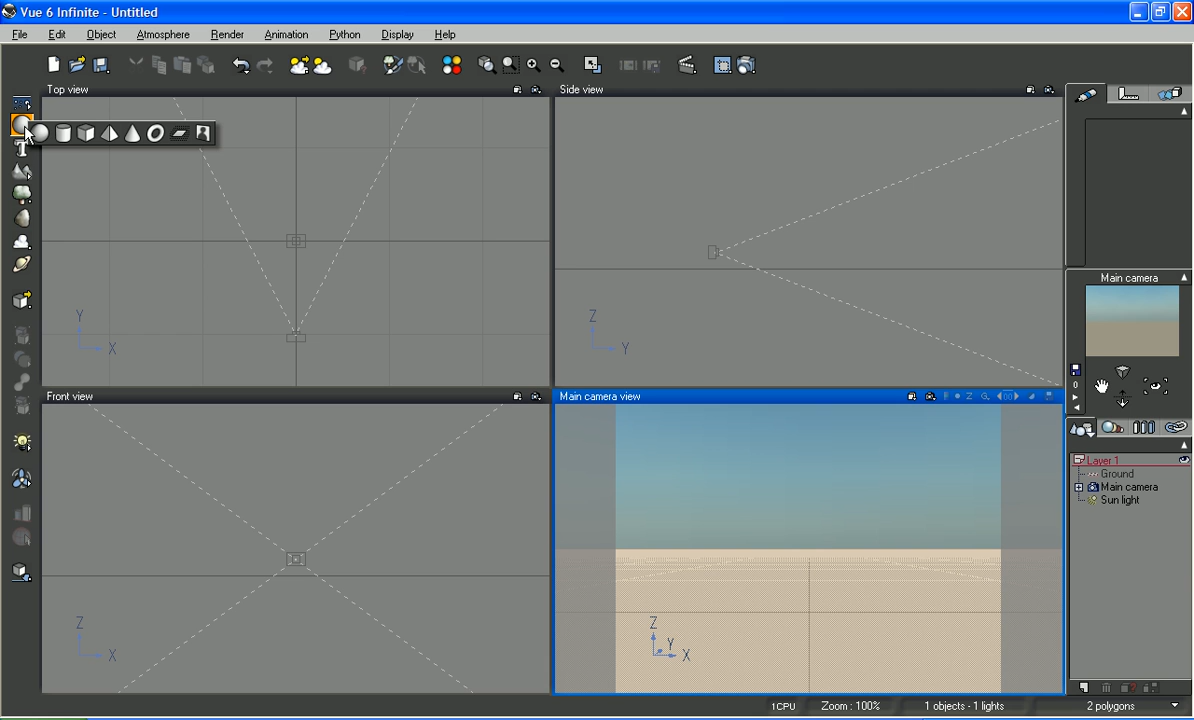 Vue 6 Infinite - Untitled
File Edit Object Atmosphere Render Animation Python Display Help
Top view
Side view
T
Y
X
Z
Y
Main camera
0
Front view
Main camera view
Z
X
Z
Y
X
Layer 1
Ground
Main camera
Sun light
1CPU Zoom : 100% 1 objects - 1 lights 2 polygons